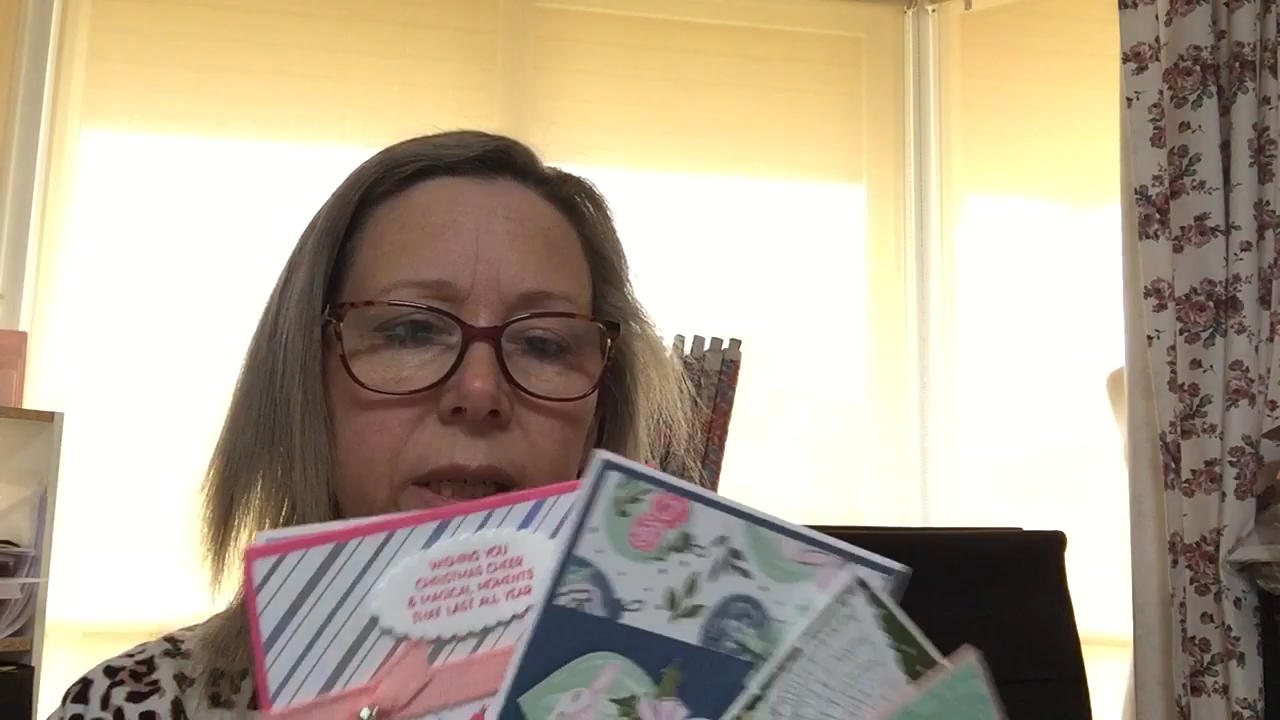 WISHING YOU
CHRISTMAS CHEER
& MAGICAL MOMENTS
THAT LAST ALL YEAR